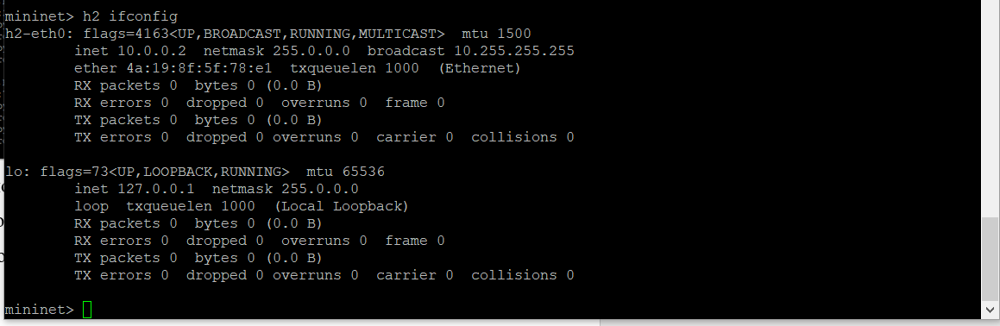 mininet> h2 ifconfig
h2-eth0: flags=4163<UP,BROADCAST,RUNNING,MULTICAST>  mtu 1500
        inet 10.0.0.2  netmask 255.0.0.0  broadcast 10.255.255.255
        ether 4a:19:8f:5f:78:e1  txqueuelen 1000  (Ethernet)
        RX packets 0  bytes 0 (0.0 B)
        RX errors 0  dropped 0  overruns 0  frame 0
        TX packets 0  bytes 0 (0.0 B)
        TX errors 0  dropped 0 overruns 0  carrier 0  collisions 0

lo: flags=73<UP,LOOPBACK,RUNNING>  mtu 65536
        inet 127.0.0.1  netmask 255.0.0.0
        loop  txqueuelen 1000  (Local Loopback)
        RX packets 0  bytes 0 (0.0 B)
        RX errors 0  dropped 0  overruns 0  frame 0
        TX packets 0  bytes 0 (0.0 B)
        TX errors 0  dropped 0 overruns 0  carrier 0  collisions 0

mininet>